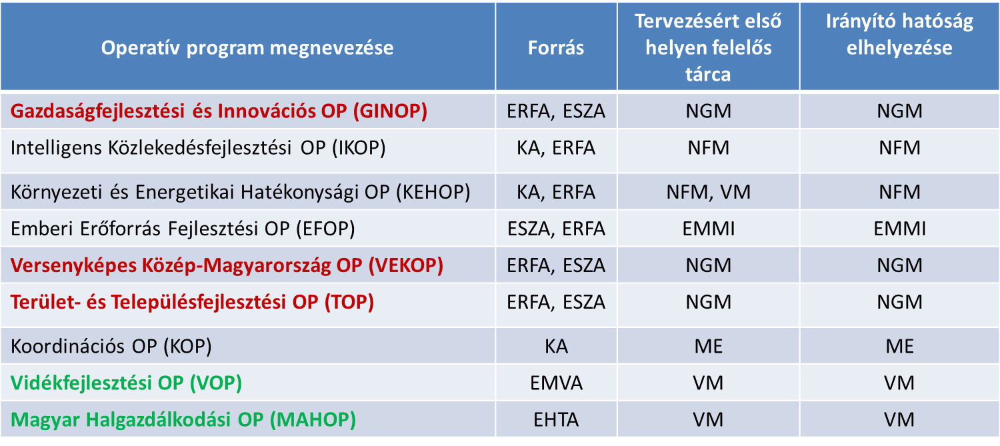 Operatív program megnevezése
Forrás
Tervezésért első
helyen felelős
tárca
Irányító hatóság
elhelyezése
Gazdaságfejlesztési és Innovációs OP (GINOP) ERFA, ESZA NGM NGM
Intelligens Közlekedésfejlesztési OP (IKOP) KA, ERFA NFM NFM
Környezeti és Energetikai Hatékonysági OP (KEHOP) KA, ERFA NFM, VM NFM
Emberi Erőforrás Fejlesztési OP (EFOP) ESZA, ERFA EMMI EMMI
Versenyképes Közép-Magyarország OP (VEKOP) ERFA, ESZA NGM NGM
Terület- és Településfejlesztési OP (TOP) ERFA, ESZA NGM NGM
Koordinációs OP (KOP) KA ME ME
Vidékfejlesztési OP (VOP) EMVA VM VM
Magyar Halgazdálkodási OP (MAHOP) EHTA VM VM